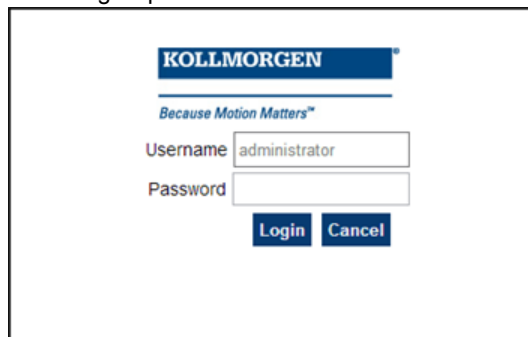 KOLLMORGEN®
Because Motion Matters™
Username administrator
Password
Login Cancel